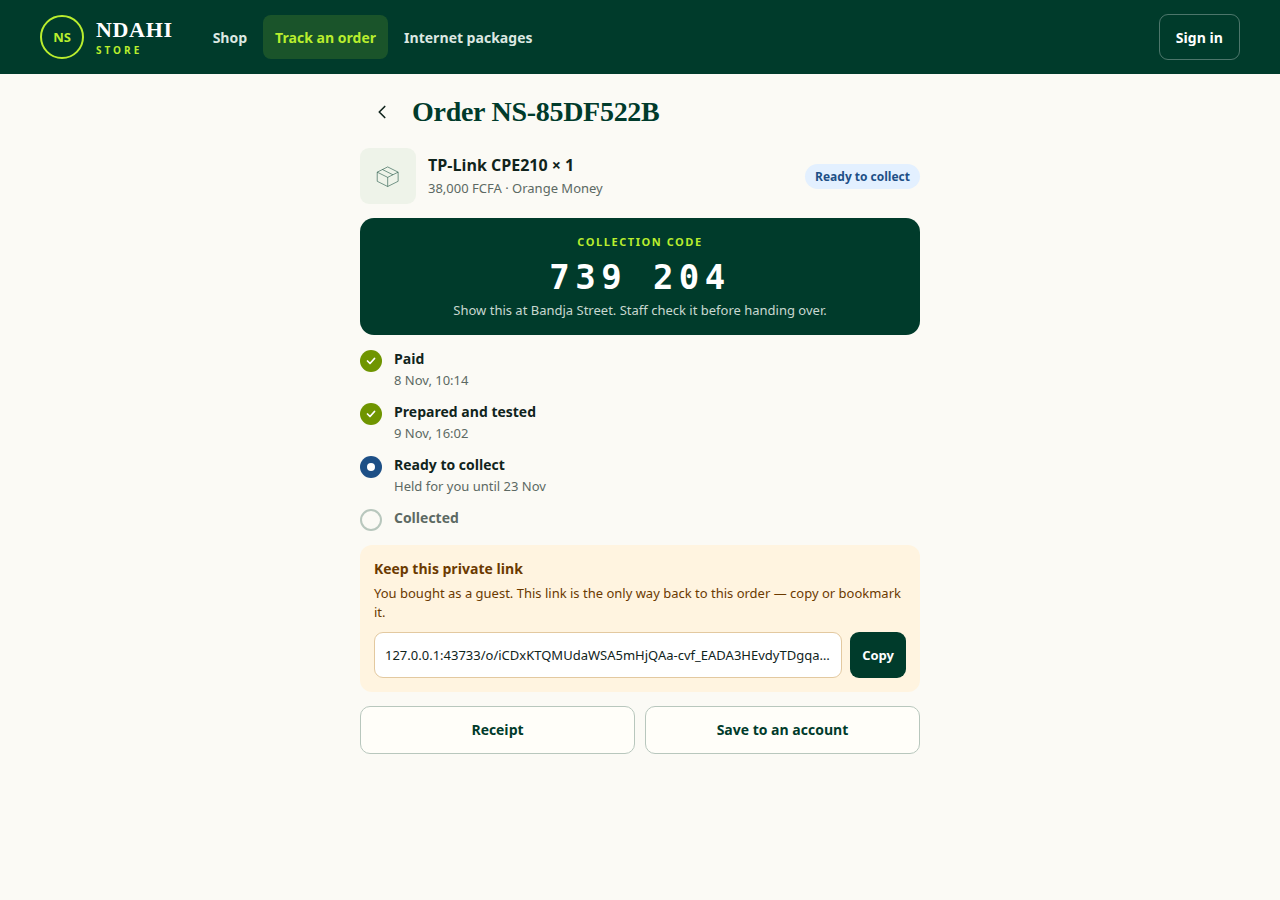 NS
NDAHI
STORE
Shop
Track an order
Internet packages
Sign in
Order NS-85DF522B
TP-Link CPE210 × 1
38,000 FCFA · Orange Money
Ready to collect
COLLECTION CODE
739 204
Show this at Bandja Street. Staff check it before handing over.
Paid
8 Nov, 10:14
Prepared and tested
9 Nov, 16:02
Ready to collect
Held for you until 23 Nov
Collected
Keep this private link
You bought as a guest. This link is the only way back to this order — copy or bookmark
it.
127.0.0.1:43733/o/iCDxKTQMUdaWSA5mHjQAa-cvf_EADA3HEvdyTDgqa...
Copy
Receipt
Save to an account